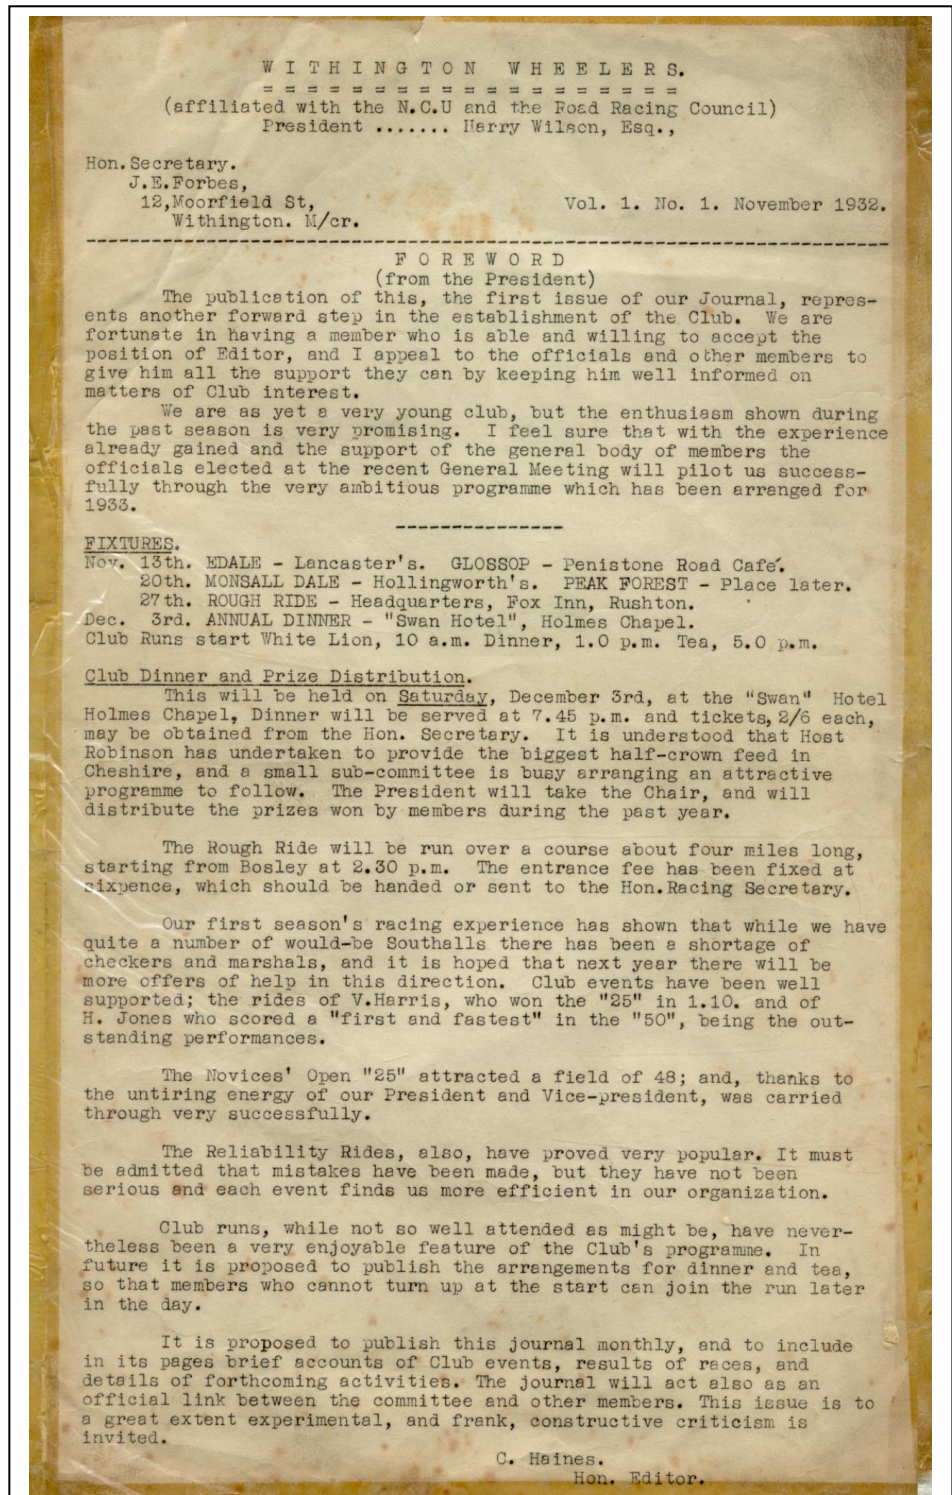 W I T H I N G T O N   W H E E L E R S.
= = = = = = = = = = = = = = = = = = =
(affiliated with the N.C.U and the Road Racing Council)
President ....... Harry Wilson, Esq.,
Hon.Secretary.
J.E.Forbes,
12,Moorfield St,
Withington. M/cr.
Vol. 1. No. 1. November 1932.
F O R E W O R D
(from the President)
The publication of this, the first issue of our Journal, repres-
ents another forward step in the establishment of the Club. We are
fortunate in having a member who is able and willing to accept the
position of Editor, and I appeal to the officials and other members to
give him all the support they can by keeping him well informed on
matters of Club interest.
We are as yet a very young club, but the enthusiasm shown during
the past season is very promising. I feel sure that with the experience
already gained and the support of the general body of members the
officials elected at the recent General Meeting will pilot us success-
fully through the very ambitious programme which has been arranged for
1933.
---------------
FIXTURES.
Nov. 13th. EDALE - Lancaster's. GLOSSOP - Penistone Road Café.
20th. MONSALL DALE - Hollingworth's. PEAK FOREST - Place later.
27th. ROUGH RIDE - Headquarters, Fox Inn, Rushton.
Dec. 3rd. ANNUAL DINNER - "Swan Hotel", Holmes Chapel.
Club Runs start White Lion, 10 a.m. Dinner, 1.0 p.m. Tea, 5.0 p.m.
Club Dinner and Prize Distribution.
This will be held on Saturday, December 3rd, at the "Swan" Hotel
Holmes Chapel, Dinner will be served at 7.45 p.m. and tickets, 2/6 each,
may be obtained from the Hon. Secretary. It is understood that Host
Robinson has undertaken to provide the biggest half-crown feed in
Cheshire, and a small sub-committee is busy arranging an attractive
programme to follow. The President will take the Chair, and will
distribute the prizes won by members during the past year.
The Rough Ride will be run over a course about four miles long,
starting from Bosley at 2.30 p.m. The entrance fee has been fixed at
sixpence, which should be handed or sent to the Hon.Racing Secretary.
Our first season's racing experience has shown that while we have
quite a number of would-be Southalls there has been a shortage of
checkers and marshals, and it is hoped that next year there will be
more offers of help in this direction. Club events have been well
supported; the rides of V.Harris, who won the "25" in 1.10. and of
H. Jones who scored a "first and fastest" in the "50", being the out-
standing performances.
The Novices' Open "25" attracted a field of 48; and, thanks to
the untiring energy of our President and Vice-president, was carried
through very successfully.
The Reliability Rides, also, have proved very popular. It must
be admitted that mistakes have been made, but they have not been
serious and each event finds us more efficient in our organization.
Club runs, while not so well attended as might be, have never-
theless been a very enjoyable feature of the Club's programme. In
future it is proposed to publish the arrangements for dinner and tea,
so that members who cannot turn up at the start can join the run later
in the day.
It is proposed to publish this journal monthly, and to include
in its pages brief accounts of Club events, results of races, and
details of forthcoming activities. The journal will act also as an
official link between the committee and other members. This issue is to
a great extent experimental, and frank, constructive criticism is
invited.
C. Haines.
Hon. Editor.